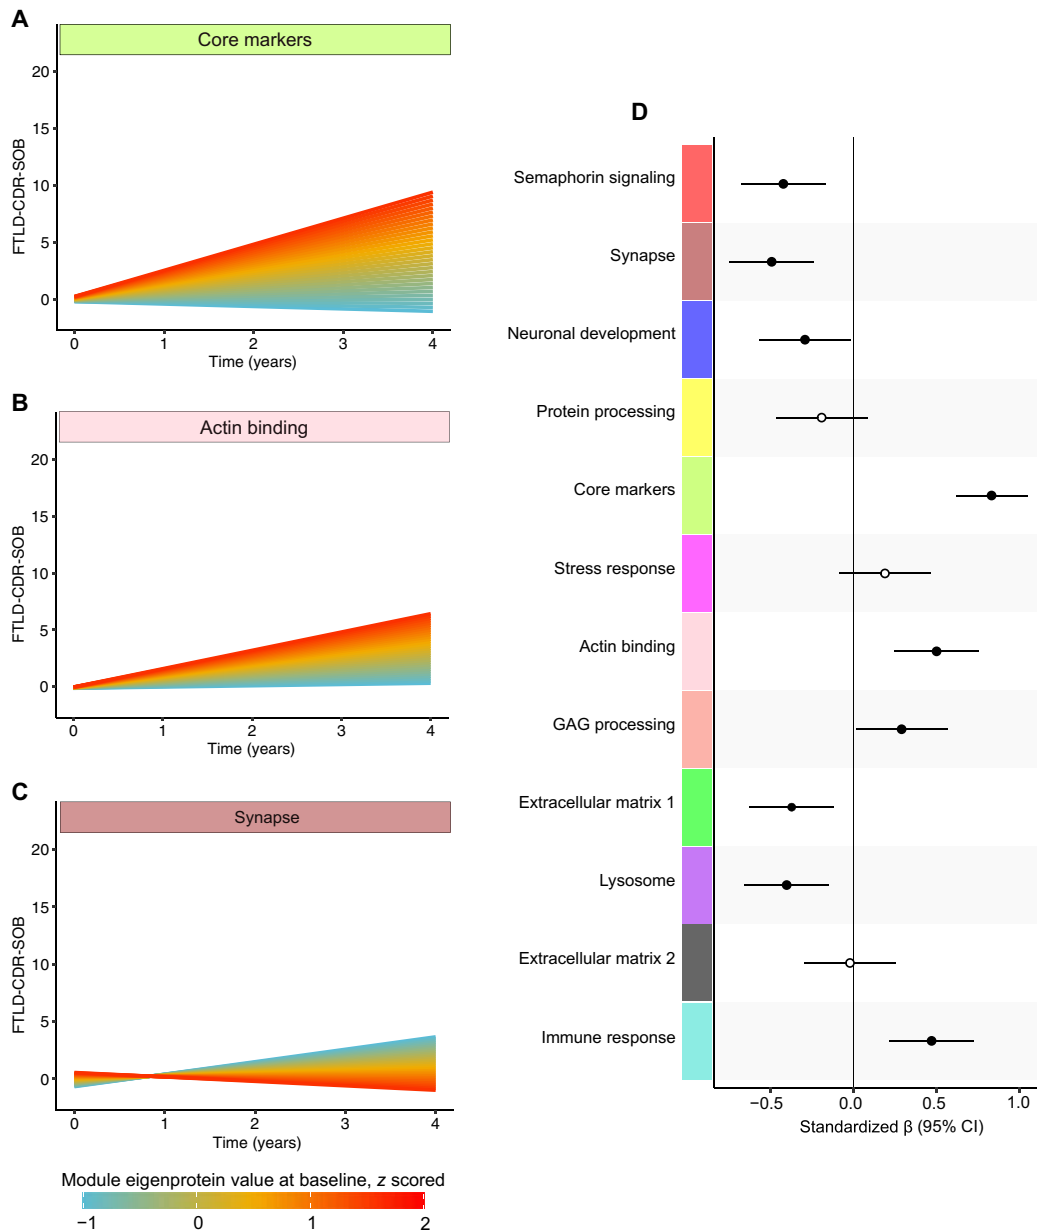 A
Core markers
20
15
10
5
0
FTLD-CDR-SOB
0 1 2 3 4
Time (years)
B
Actin binding
20
15
10
5
0
FTLD-CDR-SOB
0 1 2 3 4
Time (years)
C
Synapse
20
15
10
5
0
FTLD-CDR-SOB
0 1 2 3 4
Time (years)
Module eigenprotein value at baseline, z scored
−1 0 1 2
D
Semaphorin signaling
Synapse
Neuronal development
Protein processing
Core markers
Stress response
Actin binding
GAG processing
Extracellular matrix 1
Lysosome
Extracellular matrix 2
Immune response
−0.5 0.0 0.5 1.0
Standardized β (95% CI)